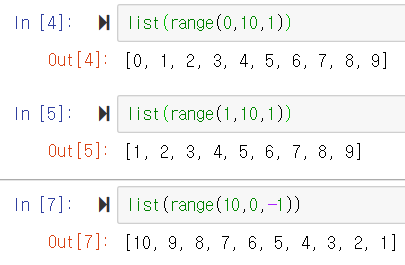 In [4]: list(range(0,10,1))
Out[4]: [0, 1, 2, 3, 4, 5, 6, 7, 8, 9]
In [5]: list(range(1,10,1))
Out[5]: [1, 2, 3, 4, 5, 6, 7, 8, 9]
In [7]: list(range(10,0,-1))
Out[7]: [10, 9, 8, 7, 6, 5, 4, 3, 2, 1]